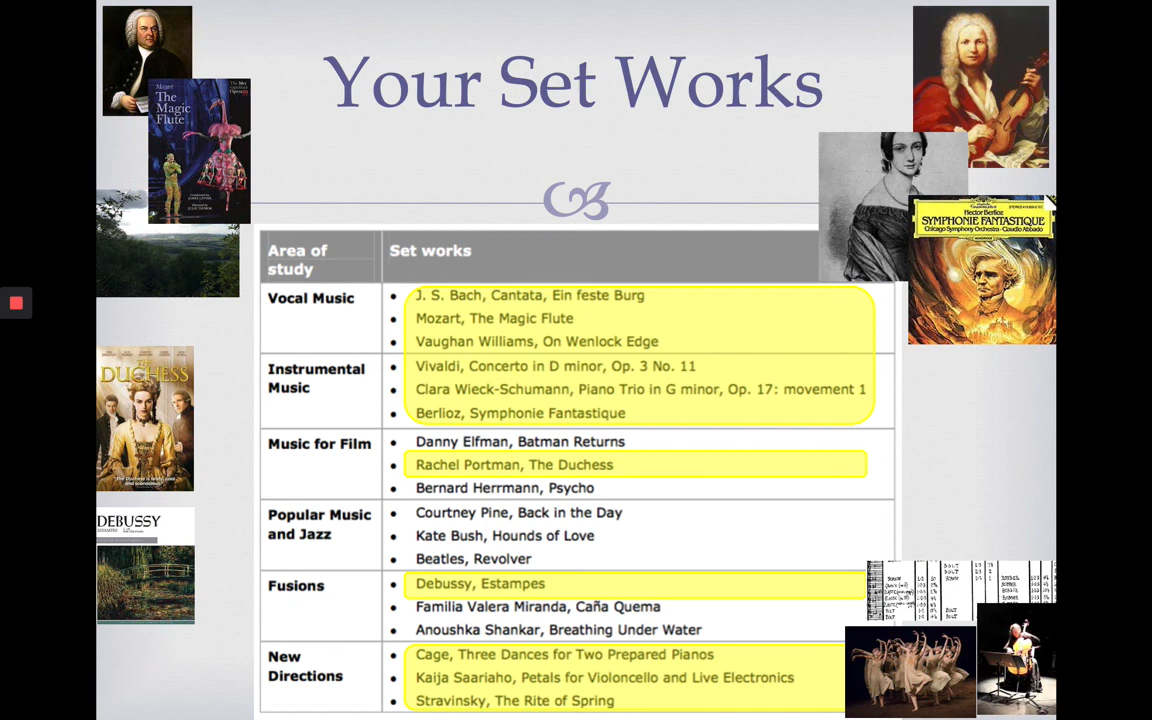 Your Set Works
Mozart
The
Magic
Flute
The Met
Hector Berlioz
SYMPHONIE FANTASTIQUE
Chicago Symphony Orchestra · Claudio Abbado
THE
DUCHESS
DEBUSSY
ESTAMPES
Area of
study
Set works
Vocal Music
• J. S. Bach, Cantata, Ein feste Burg
• Mozart, The Magic Flute
• Vaughan Williams, On Wenlock Edge
Instrumental
Music
• Vivaldi, Concerto in D minor, Op. 3 No. 11
• Clara Wieck-Schumann, Piano Trio in G minor, Op. 17: movement 1
• Berlioz, Symphonie Fantastique
Music for Film
• Danny Elfman, Batman Returns
• Rachel Portman, The Duchess
• Bernard Herrmann, Psycho
Popular Music
and Jazz
• Courtney Pine, Back in the Day
• Kate Bush, Hounds of Love
• Beatles, Revolver
Fusions
• Debussy, Estampes
• Familia Valera Miranda, Caña Quema
• Anoushka Shankar, Breathing Under Water
New
Directions
• Cage, Three Dances for Two Prepared Pianos
• Kaija Saariaho, Petals for Violoncello and Live Electronics
• Stravinsky, The Rite of Spring